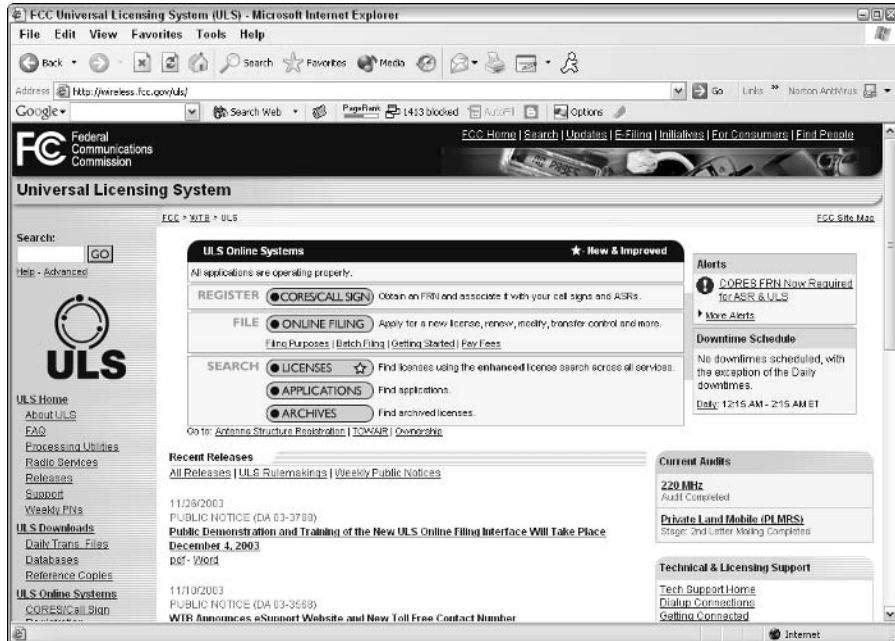 FCC Universal Licensing System (ULS) - Microsoft Internet Explorer
File Edit View Favorites Tools Help
Back Search Favorites Media
Address http://wireless.fcc.gov/uls/ Go Links » Norton AntiVirus
Google Search Web PageRank 1413 blocked AutoFill Options
FCC Federal Communications Commission
FCC Home | Search | Updates | E-Filing | Initiatives | For Consumers | Find People
Universal Licensing System
FCC > WTB > ULS
FCC Site Map
Search:
GO
Help - Advanced
ULS
ULS Home
About ULS
FAQ
Processing Utilities
Radio Services
Releases
Support
Weekly PNs
ULS Downloads
Daily Trans. Files
Databases
Reference Copies
ULS Online Systems
CORES/Call Sign
Registration
ULS Online Systems
- New & Improved
All applications are operating properly.
REGISTER CORES/CALL SIGN Obtain an FRN and associate it with your call signs and ASRs.
FILE ONLINE FILING Apply for a new license, renew, modify, transfer control and more.
Filing Purposes | Batch Filing | Getting Started | Pay Fees
SEARCH LICENSES Find licenses using the enhanced license search across all services.
APPLICATIONS Find applications.
ARCHIVES Find archived licenses.
Go to: Antenna Structure Registration | TOWAIR | Ownership
Alerts
CORES FRN Now Required
for ASR & ULS
More Alerts
Downtime Schedule
No downtimes scheduled, with
the exception of the Daily
downtimes.
Daily: 12:15 AM - 2:15 AM ET
Recent Releases
All Releases | ULS Rulemakings | Weekly Public Notices
11/26/2003
PUBLIC NOTICE (DA 03-3788)
Public Demonstration and Training of the New ULS Online Filing Interface Will Take Place
December 4, 2003
pdf - Word
11/10/2003
PUBLIC NOTICE (DA 03-3668)
WTB Announces eSupport Website and New Toll Free Contact Number
Current Audits
220 MHz
Audit Completed
Private Land Mobile (PLMRS)
Stage: 2nd Letter Mailing Completed
Technical & Licensing Support
Tech Support Home
Dialup Connections
Getting Connected
Internet